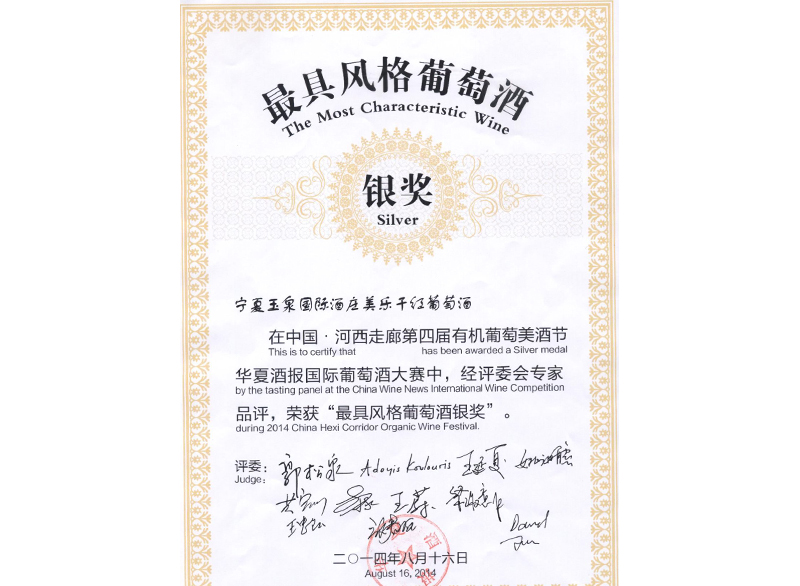 最具风格葡萄酒
The Most Characteristic Wine
银奖
Silver
宁夏玉泉国际酒庄美乐干红葡萄酒
在中国·河西走廊第四届有机葡萄美酒节
This is to certify that has been awarded a Silver medal
华夏酒报国际葡萄酒大赛中，经评委会专家
by the tasting panel at the China Wine News International Wine Competition
品评，荣获“最具风格葡萄酒银奖”。
during 2014 China Hexi Corridor Organic Wine Festival.
评委：郭松泉
Judge:
二〇一四年八月十六日
August 16, 2014